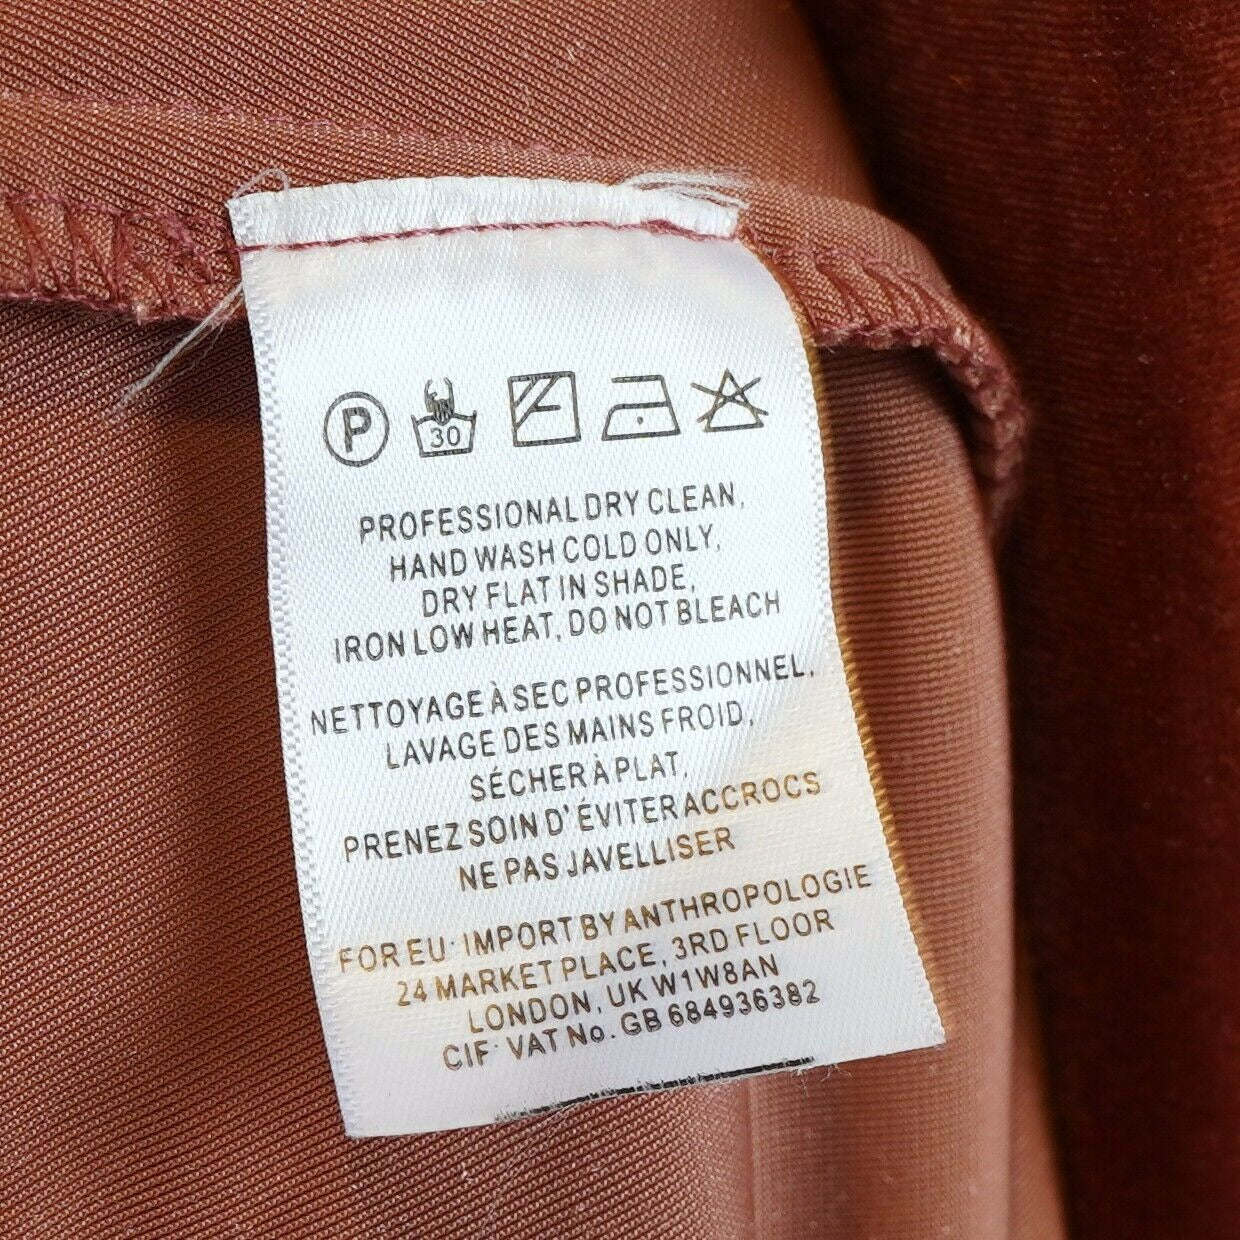 P 30
PROFESSIONAL DRY CLEAN,
HAND WASH COLD ONLY,
DRY FLAT IN SHADE,
IRON LOW HEAT, DO NOT BLEACH
NETTOYAGE À SEC PROFESSIONNEL,
LAVAGE DES MAINS FROID,
SÉCHER À PLAT,
PRENEZ SOIN D'ÉVITER ACCROCS
NE PAS JAVELLISER
FOR EU: IMPORT BY ANTHROPOLOGIE
24 MARKET PLACE, 3RD FLOOR
LONDON, UK W1W8AN
CIF: VAT No. GB 684936382